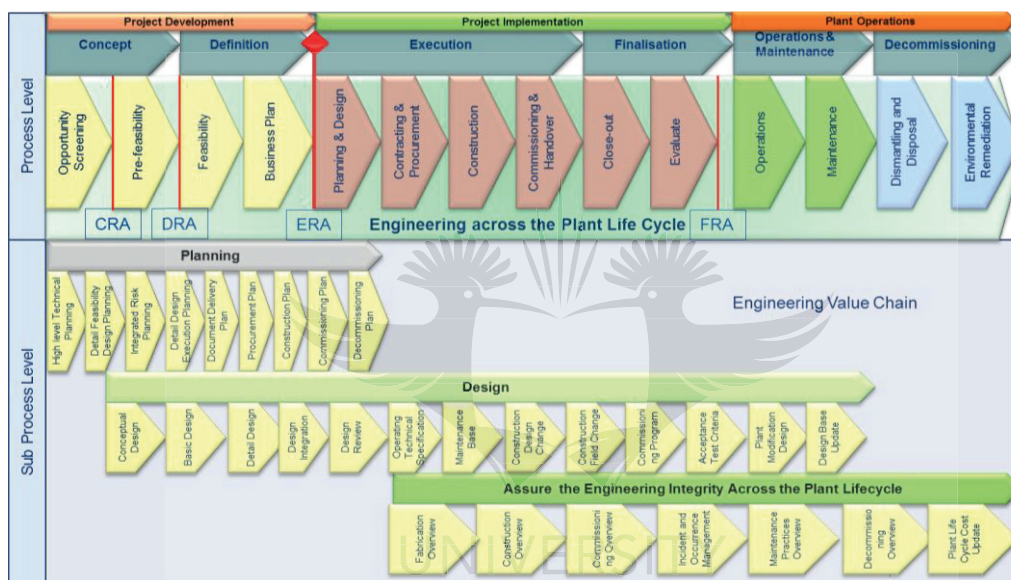 Project Development
Project Implementation
Plant Operations
Concept
Definition
Execution
Finalisation
Operations &
Maintenance
Decommissioning
Process Level
Opportunity
Screening
Pre-feasibility
Feasibility
Business Plan
Planning & Design
Contracting &
Procurement
Construction
Commissioning &
Handover
Close-out
Evaluate
Operations
Maintenance
Dismantling and
Disposal
Environmental
Remediation
CRA
DRA
ERA
Engineering across the Plant Life Cycle
FRA
Sub Process Level
Planning
High level Technical
Planning
Detail Feasibility
Design Planning
Integrated Risk
Planning
Detail Design
Execution Planning
Document Delivery
Plan
Procurement Plan
Construction Plan
Commissioning Plan
Decommissioning
Plan
Engineering Value Chain
Design
Conceptual
Design
Basic Design
Detail Design
Design
Integration
Design
Review
Operating
Technical
Specification
Maintenance
Base
Construction
Design
Change
Construction
Field Change
Commissioni
ng Program
Acceptance
Test Criteria
Plant
Modification
Design
Design Base
Update
Assure the Engineering Integrity Across the Plant Lifecycle
Fabrication
Overview
Construction
Overview
Commissioni
ng Overview
Incident and
Occurrence
Management
Maintenance
Practices
Overview
Decommissio
ning Overview
Plant Life
Cycle Cost
Update
UNIVERSITY